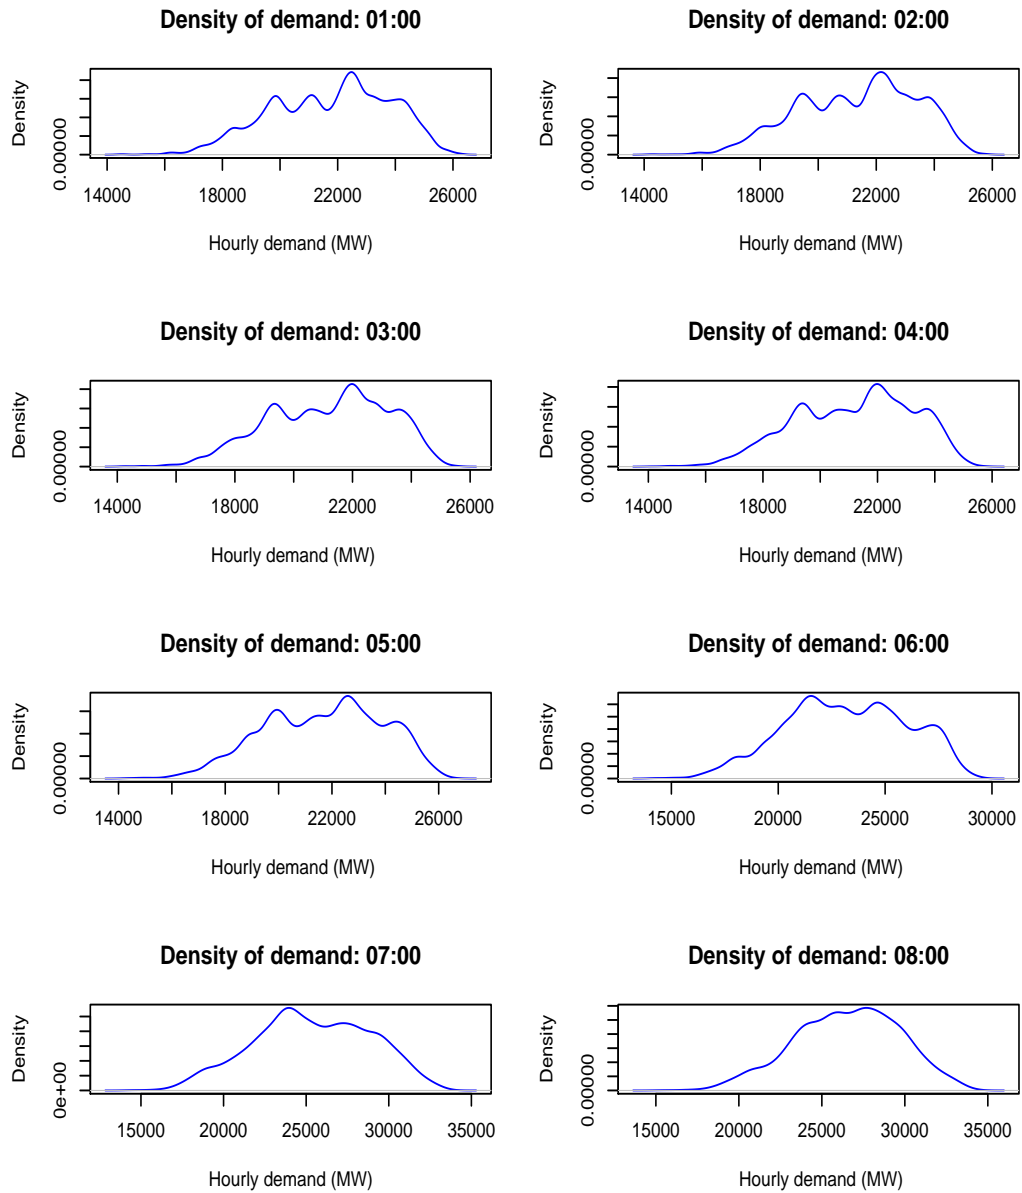 Density of demand: 01:00
Density
0.000000
14000 18000 22000 26000
Hourly demand (MW)
Density of demand: 02:00
Density
0.000000
14000 18000 22000 26000
Hourly demand (MW)
Density of demand: 03:00
Density
0.000000
14000 18000 22000 26000
Hourly demand (MW)
Density of demand: 04:00
Density
0.000000
14000 18000 22000 26000
Hourly demand (MW)
Density of demand: 05:00
Density
0.000000
14000 18000 22000 26000
Hourly demand (MW)
Density of demand: 06:00
Density
0.000000
15000 20000 25000 30000
Hourly demand (MW)
Density of demand: 07:00
Density
0e+00
15000 20000 25000 30000 35000
Hourly demand (MW)
Density of demand: 08:00
Density
0.00000
15000 20000 25000 30000 35000
Hourly demand (MW)